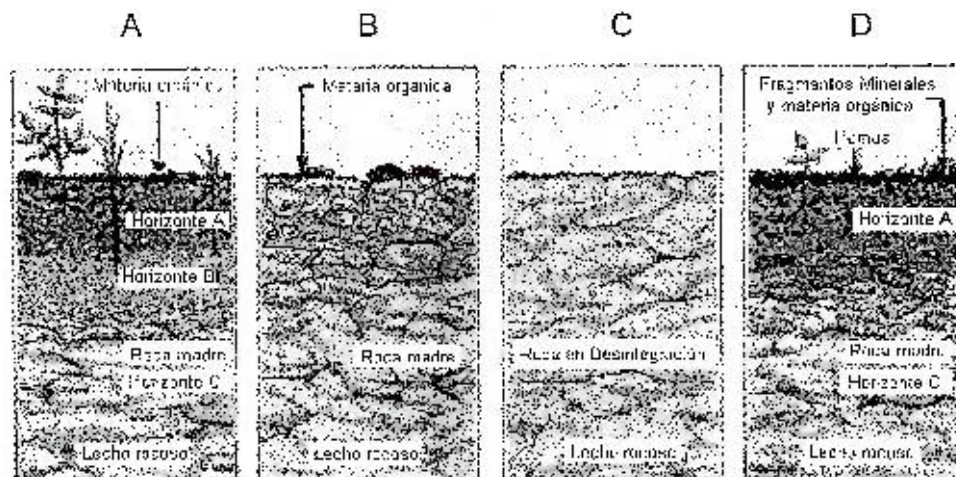 A
B
C
D
Materia orgánica
Horizonte A
Horizonte B
Roca madre
Horizonte C
Lecho rocoso
Materia organica
Roca madre
Lecho rocoso
Roca en Desintegración
Lecho rocoso
Fragmentos Minerales
y materia orgánica
Humus
Horizonte A
Roca madre
Horizonte C
Lecho rocoso